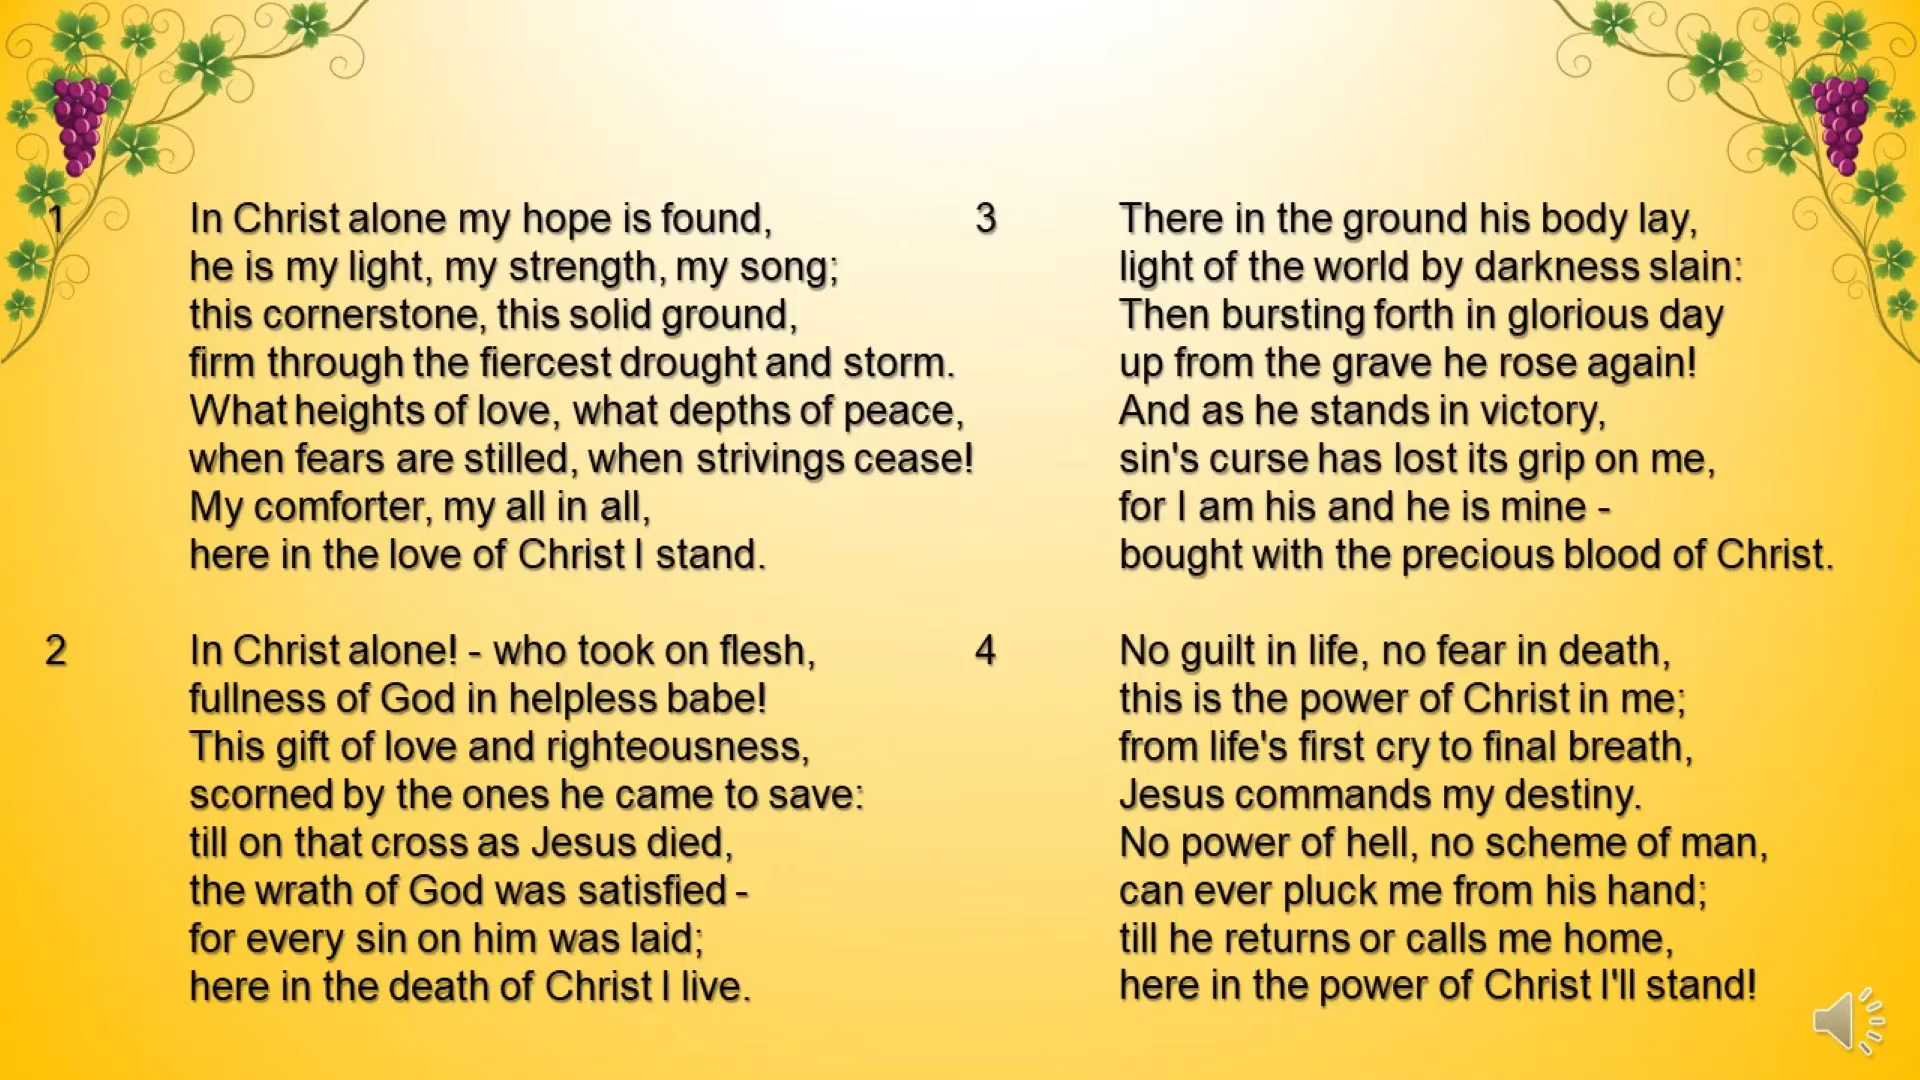 1 In Christ alone my hope is found,
he is my light, my strength, my song;
this cornerstone, this solid ground,
firm through the fiercest drought and storm.
What heights of love, what depths of peace,
when fears are stilled, when strivings cease!
My comforter, my all in all,
here in the love of Christ I stand.
2 In Christ alone! - who took on flesh,
fullness of God in helpless babe!
This gift of love and righteousness,
scorned by the ones he came to save:
till on that cross as Jesus died,
the wrath of God was satisfied -
for every sin on him was laid;
here in the death of Christ I live.
3 There in the ground his body lay,
light of the world by darkness slain:
Then bursting forth in glorious day
up from the grave he rose again!
And as he stands in victory,
sin's curse has lost its grip on me,
for I am his and he is mine -
bought with the precious blood of Christ.
4 No guilt in life, no fear in death,
this is the power of Christ in me;
from life's first cry to final breath,
Jesus commands my destiny.
No power of hell, no scheme of man,
can ever pluck me from his hand;
till he returns or calls me home,
here in the power of Christ I'll stand!